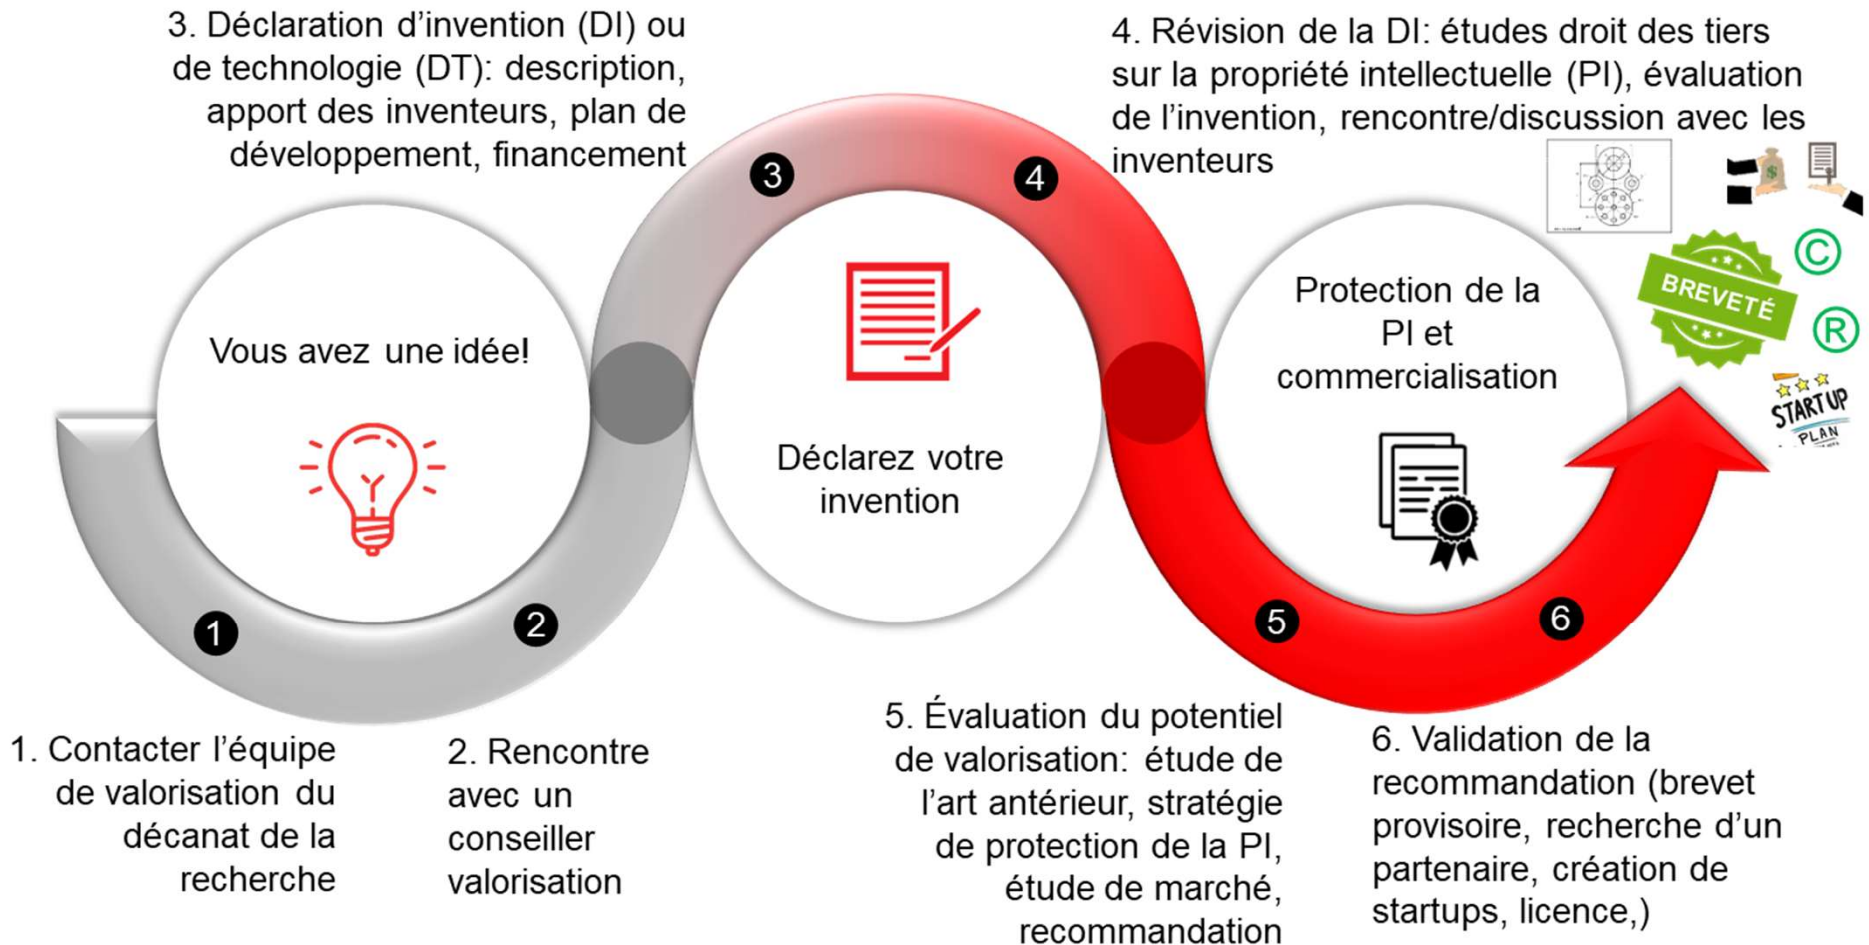 3. Déclaration d’invention (DI) ou
de technologie (DT): description,
apport des inventeurs, plan de
développement, financement
4. Révision de la DI: études droit des tiers
sur la propriété intellectuelle (PI), évaluation
de l’invention, rencontre/discussion avec les
inventeurs
3
4
$
Vous avez une idée!
Déclarez votre
invention
Protection de la
PI et
commercialisation
©
BREVETÉ
®
START UP
PLAN
1
2
5
6
1. Contacter l’équipe
de valorisation du
décanat de la
recherche
2. Rencontre
avec un
conseiller
valorisation
5. Évaluation du potentiel
de valorisation: étude de
l’art antérieur, stratégie
de protection de la PI,
étude de marché,
recommandation
6. Validation de la
recommandation (brevet
provisoire, recherche d’un
partenaire, création de
startups, licence,)